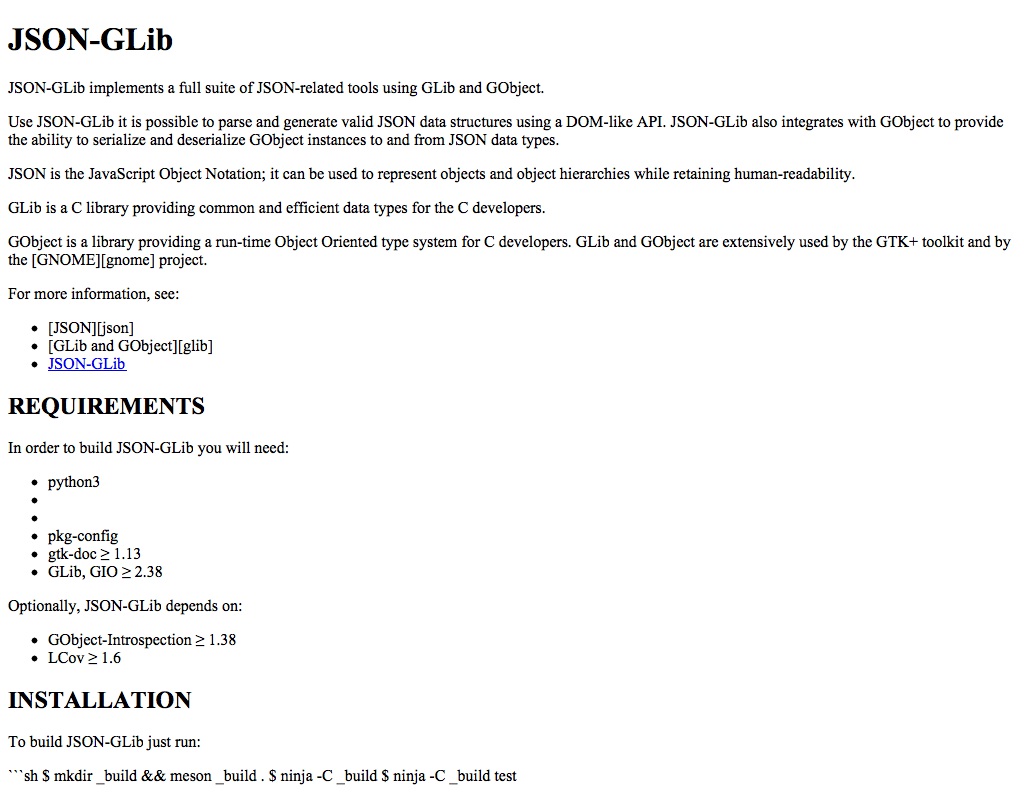 JSON-GLib
JSON-GLib implements a full suite of JSON-related tools using GLib and GObject.
Use JSON-GLib it is possible to parse and generate valid JSON data structures using a DOM-like API. JSON-GLib also integrates with GObject to provide
the ability to serialize and deserialize GObject instances to and from JSON data types.
JSON is the JavaScript Object Notation; it can be used to represent objects and object hierarchies while retaining human-readability.
GLib is a C library providing common and efficient data types for the C developers.
GObject is a library providing a run-time Object Oriented type system for C developers. GLib and GObject are extensively used by the GTK+ toolkit and by
the [GNOME][gnome] project.
For more information, see:
• [JSON][json]
• [GLib and GObject][glib]
• JSON-GLib
REQUIREMENTS
In order to build JSON-GLib you will need:
• python3
•
•
• pkg-config
• gtk-doc ≥ 1.13
• GLib, GIO ≥ 2.38
Optionally, JSON-GLib depends on:
• GObject-Introspection ≥ 1.38
• LCov ≥ 1.6
INSTALLATION
To build JSON-GLib just run:
```sh $ mkdir _build && meson _build . $ ninja -C _build $ ninja -C _build test